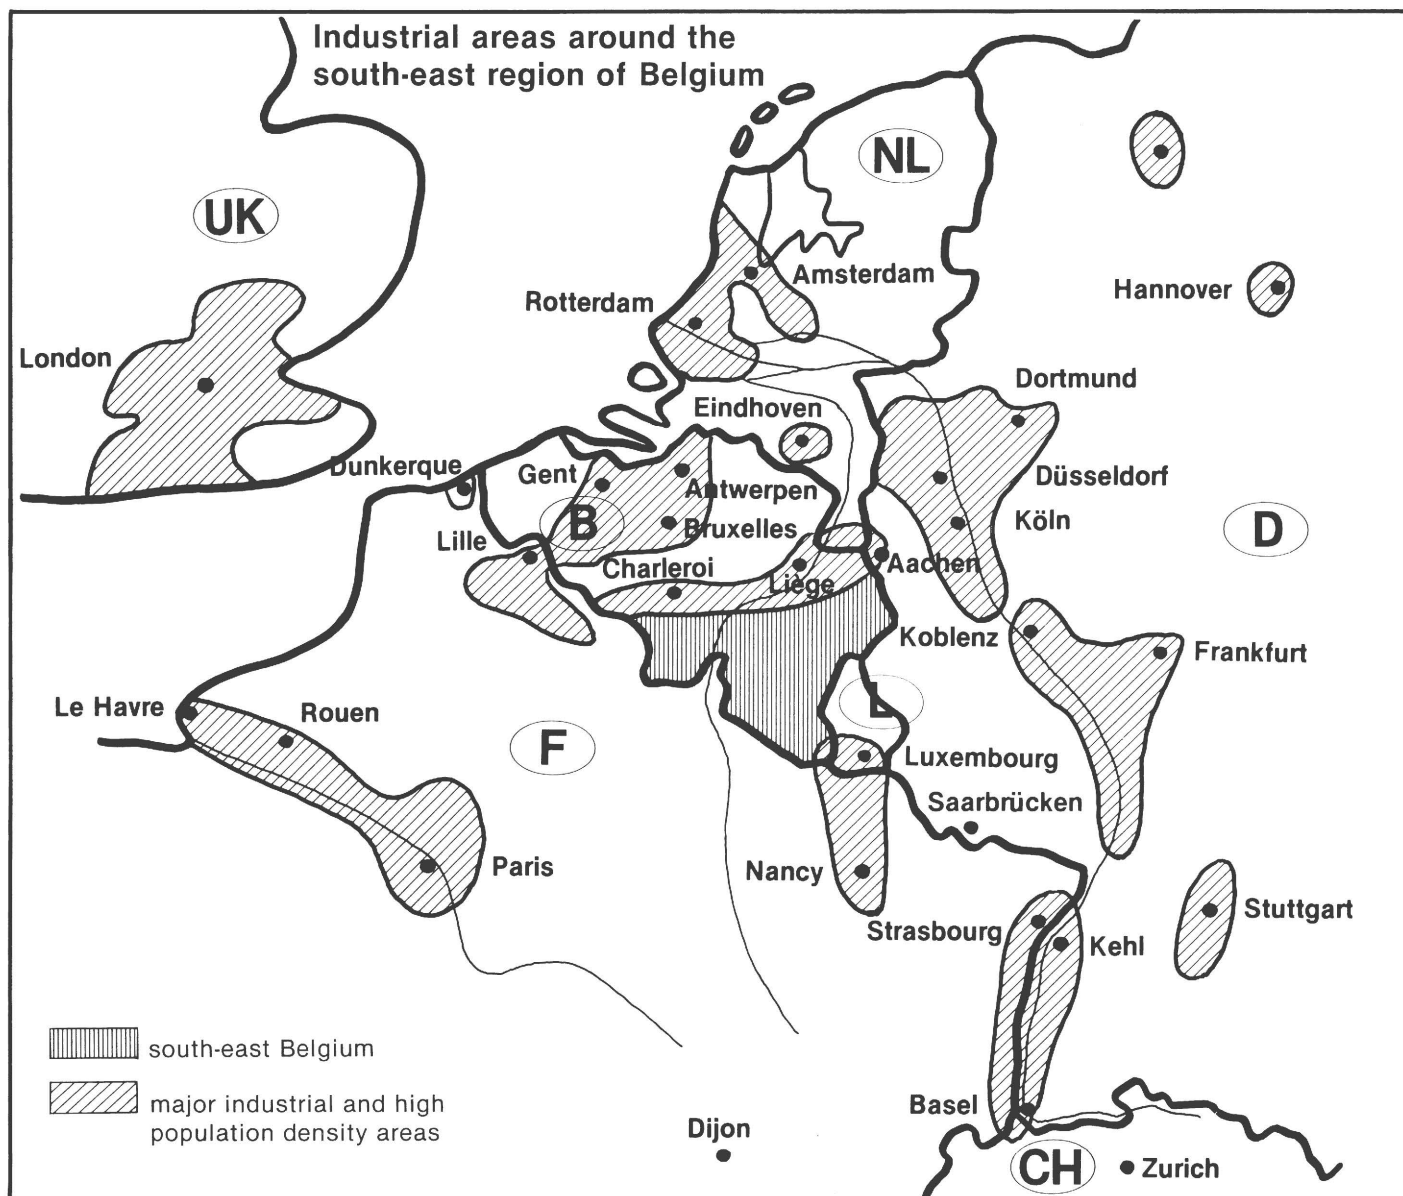 Industrial areas around the
south-east region of Belgium
NL
UK
Amsterdam
Hannover
Rotterdam
London
Dortmund
Eindhoven
Dunkerque
Gent
Antwerpen
Düsseldorf
B
Bruxelles
Köln
D
Lille
Charleroi
Liège
Aachen
Koblenz
Frankfurt
Le Havre
Rouen
F
L
Luxembourg
Saarbrücken
Paris
Nancy
Stuttgart
Strasbourg
Kehl
south-east Belgium
major industrial and high
population density areas
Basel
Dijon
CH
Zurich